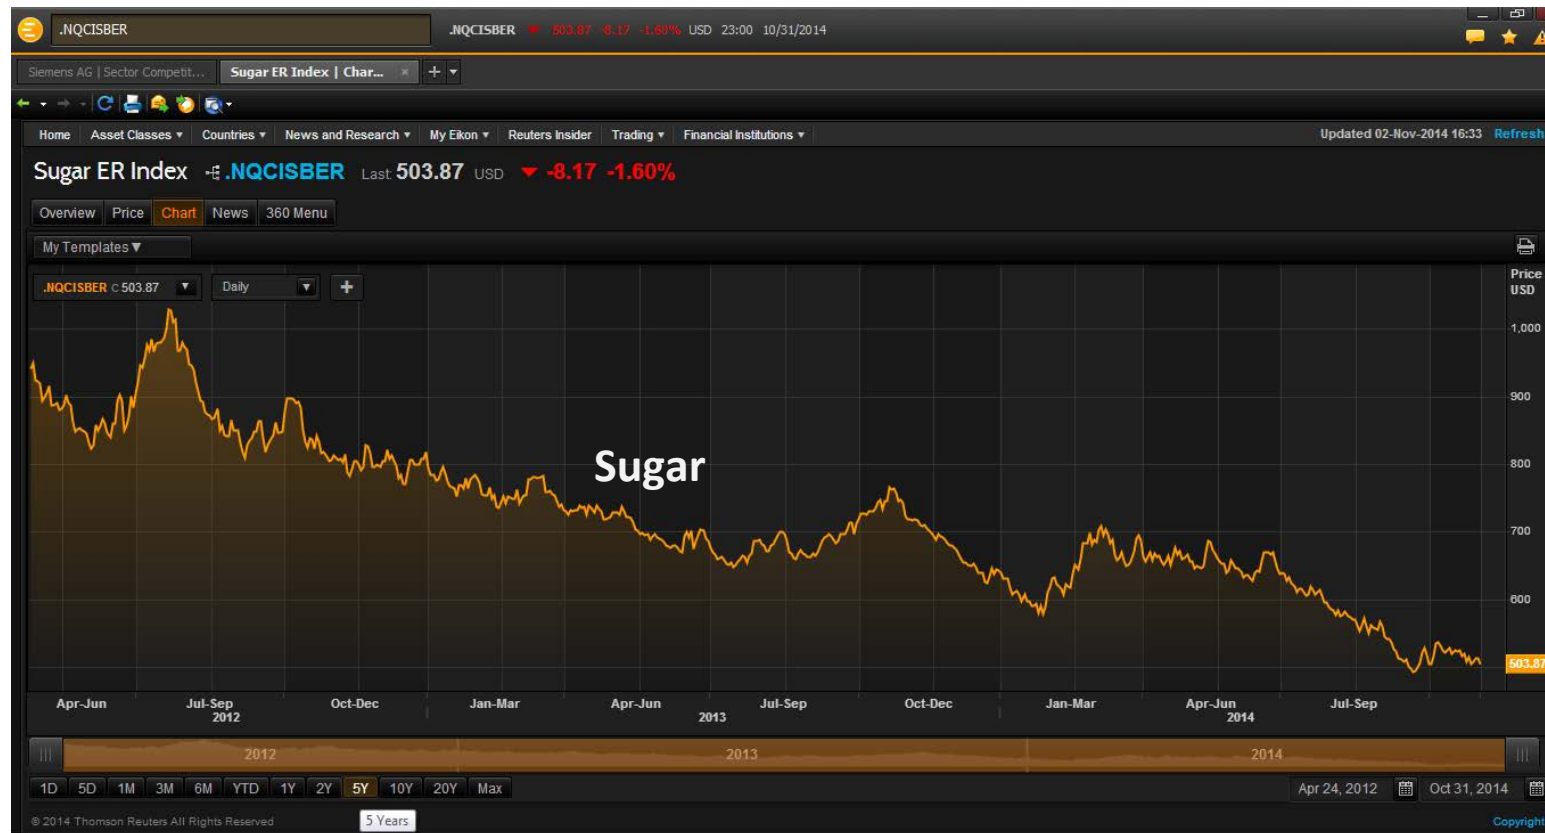 .NQCISBER
.NQCISBER 503.87 -8.17 -1.60% USD 23:00 10/31/2014
Siemens AG | Sector Competit... Sugar ER Index | Char... ×
Home Asset Classes Countries News and Research My Eikon Reuters Insider Trading Financial Institutions Updated 02-Nov-2014 16:33 Refresh
Sugar ER Index .NQCISBER Last 503.87 USD -8.17 -1.60%
Overview Price Chart News 360 Menu
My Templates
.NQCISBER C 503.87 Daily
Price
USD
1,000
900
Sugar
800
700
600
503.87
Apr-Jun Jul-Sep Oct-Dec Jan-Mar Apr-Jun Jul-Sep Oct-Dec Jan-Mar Apr-Jun Jul-Sep
2012 2013 2014
2012 2013 2014
1D 5D 1M 3M 6M YTD 1Y 2Y 5Y 10Y 20Y Max Apr 24, 2012 Oct 31, 2014
© 2014 Thomson Reuters All Rights Reserved 5 Years Copyright